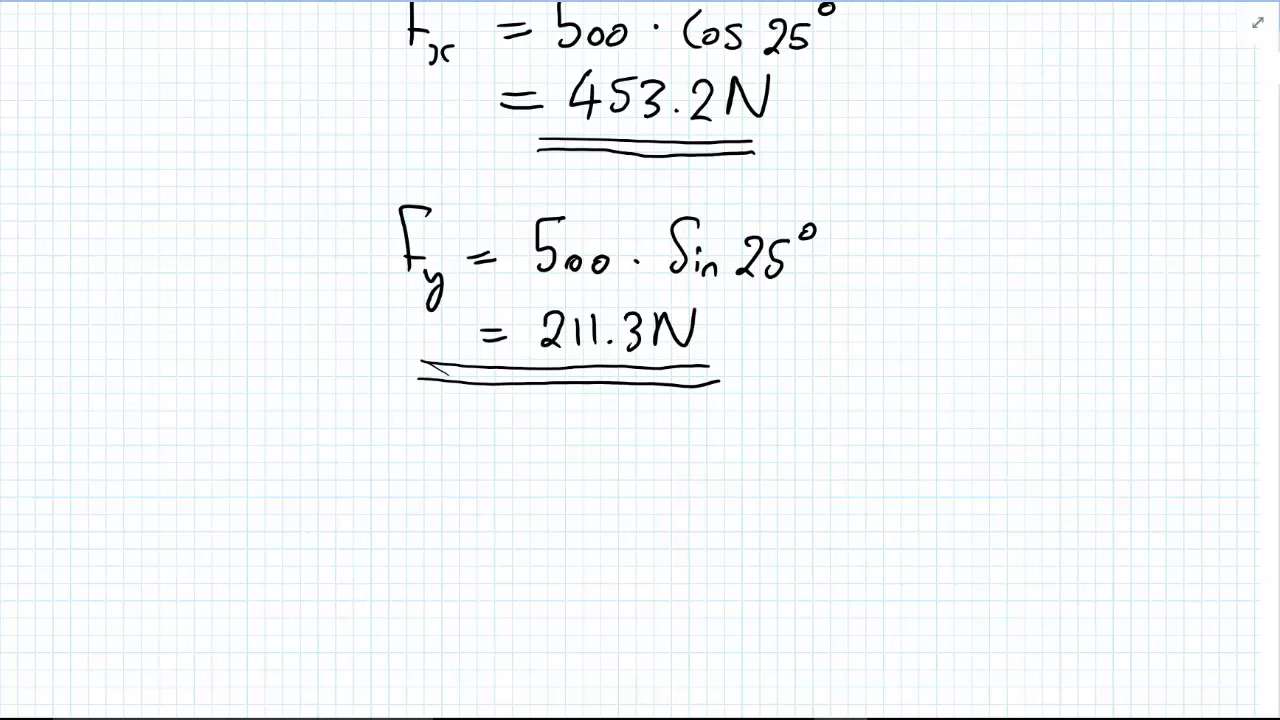 Fx = 500 · Cos 25°
= 453.2N
Fy = 500 · Sin 25°
= 211.3N